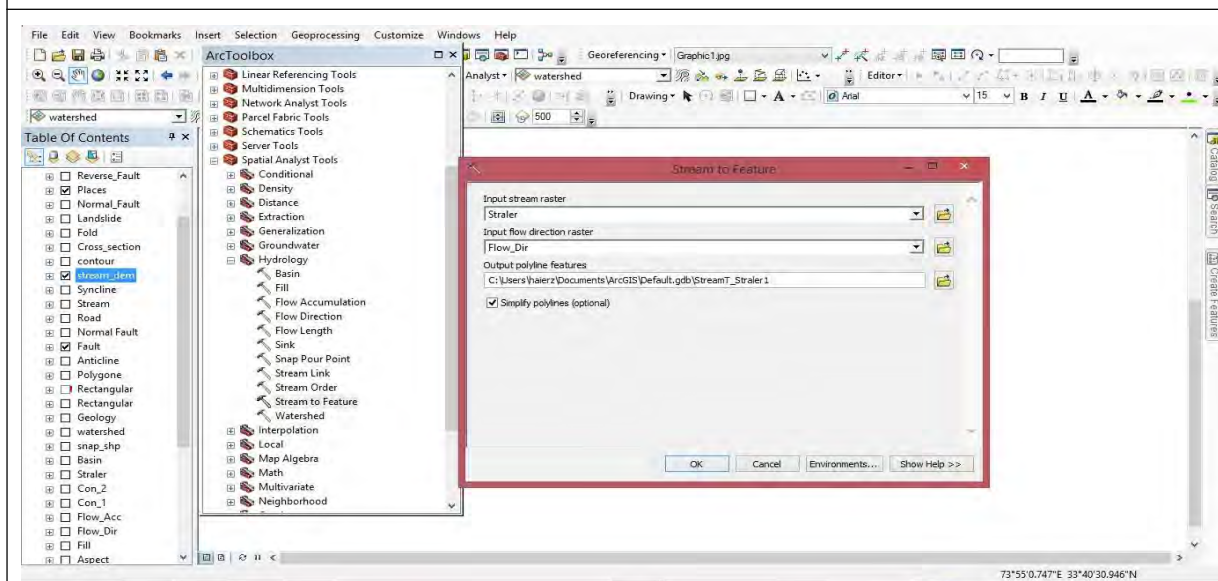 File Edit View Bookmarks Insert Selection Geoprocessing Customize Windows Help
ArcToolbox
Georeferencing
Graphic1.jpg
Analyst
watershed
Editor
Drawing
A
Arial
15
B I U A
watershed
500
Table Of Contents
Reverse_Fault
Places
Normal_Fault
Landslide
Fold
Cross_section
contour
stream_dem
Syncline
Stream
Road
Normal Fault
Fault
Anticline
Polygone
Rectangular
Rectangular
Geology
watershed
snap_shp
Basin
Straler
Con_2
Con_1
Flow_Acc
Flow_Dir
Fill
Aspect
Linear Referencing Tools
Multidimension Tools
Network Analyst Tools
Parcel Fabric Tools
Schematics Tools
Server Tools
Spatial Analyst Tools
Conditional
Density
Distance
Extraction
Generalization
Groundwater
Hydrology
Basin
Fill
Flow Accumulation
Flow Direction
Flow Length
Sink
Snap Pour Point
Stream Link
Stream Order
Stream to Feature
Watershed
Interpolation
Local
Map Algebra
Math
Multivariate
Neighborhood
Stream to Feature
Input stream raster
Straler
Input flow direction raster
Flow_Dir
Output polyline features
C:\Users\haierz\Documents\ArcGIS\Default.gdb\StreamT_Straler1
Simplify polylines (optional)
OK Cancel Environments... Show Help >>
Catalog
Search
Create Features
73°55'0.747"E 33°40'30.946"N